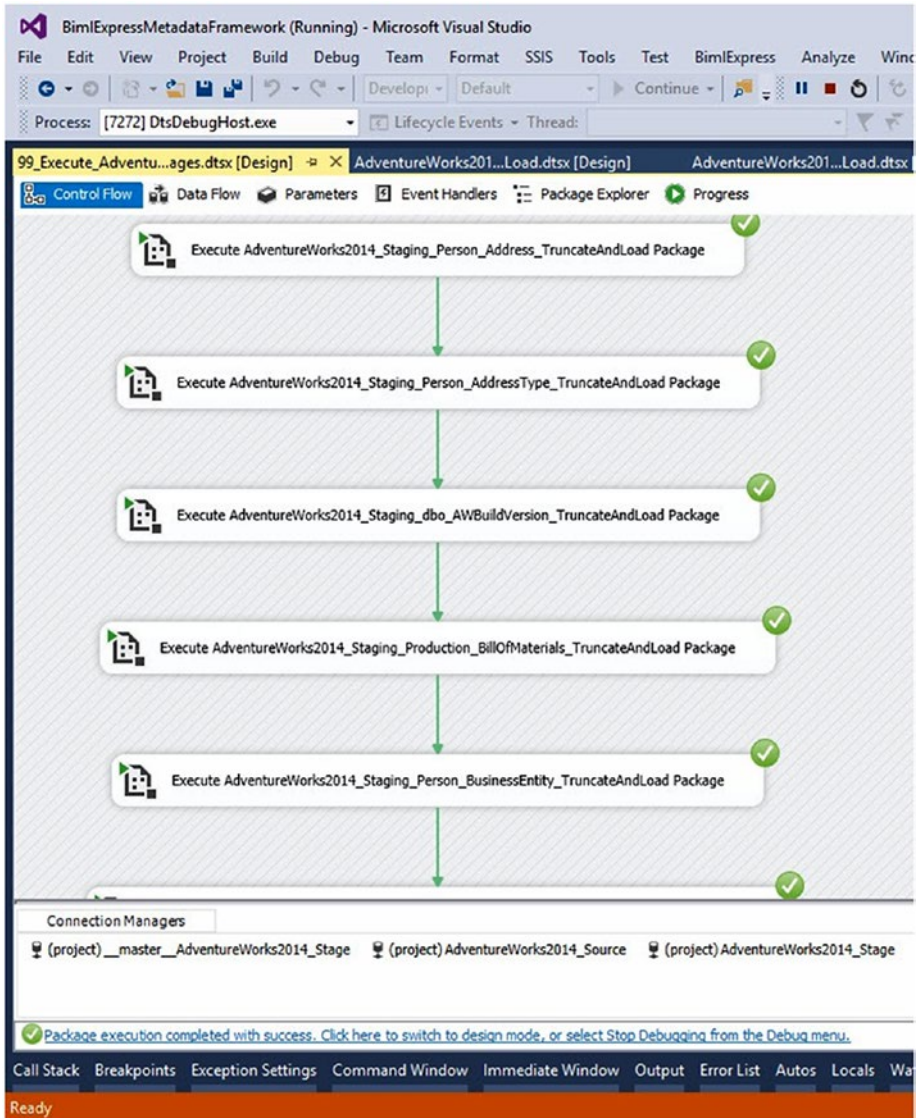 BimlExpressMetadataFramework (Running) - Microsoft Visual Studio
File Edit View Project Build Debug Team Format SSIS Tools Test BimlExpress Analyze
Default Continue
Process: [7272] DtsDebugHost.exe Lifecycle Events Thread:
99_Execute_Adventu...ages.dtsx [Design] AdventureWorks201...Load.dtsx [Design] AdventureWorks201...Load.dtsx
Control Flow Data Flow Parameters Event Handlers Package Explorer Progress
Execute AdventureWorks2014_Staging_Person_Address_TruncateAndLoad Package
Execute AdventureWorks2014_Staging_Person_AddressType_TruncateAndLoad Package
Execute AdventureWorks2014_Staging_dbo_AWBuildVersion_TruncateAndLoad Package
Execute AdventureWorks2014_Staging_Production_BillOfMaterials_TruncateAndLoad Package
Execute AdventureWorks2014_Staging_Person_BusinessEntity_TruncateAndLoad Package
Connection Managers
(project) __master__AdventureWorks2014_Stage (project) AdventureWorks2014_Source (project) AdventureWorks2014_Stage
Package execution completed with success. Click here to switch to design mode, or select Stop Debugging from the Debug menu.
Call Stack Breakpoints Exception Settings Command Window Immediate Window Output Error List Autos Locals
Ready